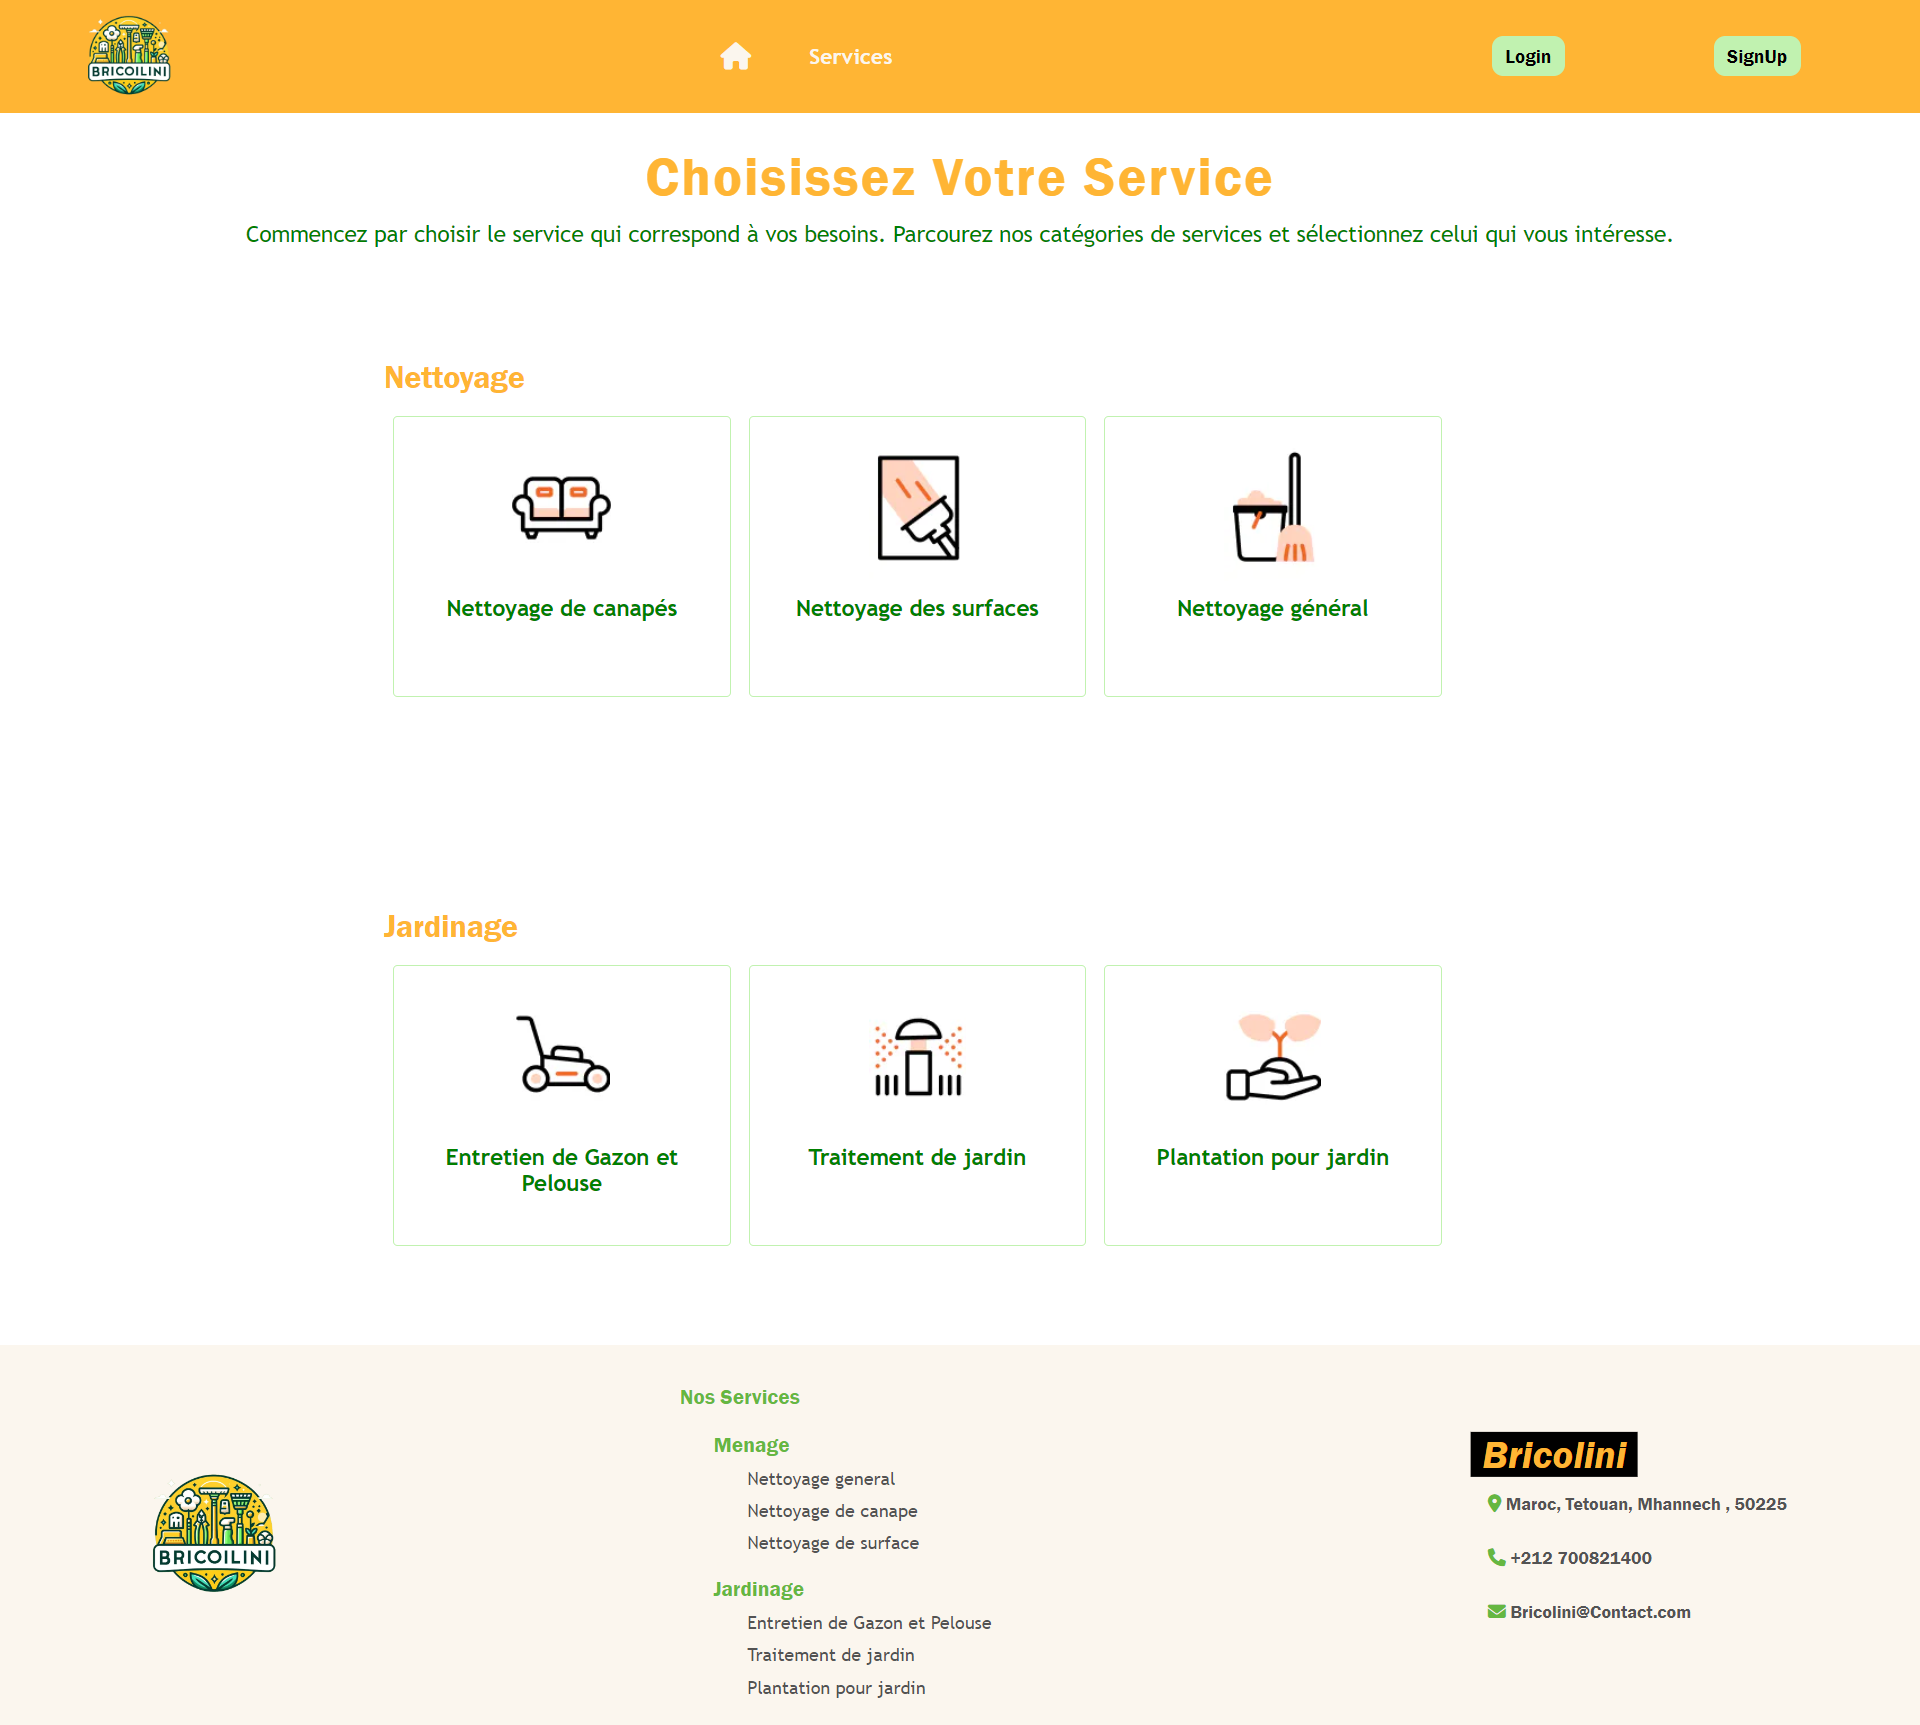 BRICOILINI
Services
Login
SignUp
Choisissez Votre Service
Commencez par choisir le service qui correspond à vos besoins. Parcourez nos catégories de services et sélectionnez celui qui vous intéresse.
Nettoyage
Nettoyage de canapés
Nettoyage des surfaces
Nettoyage général
Jardinage
Entretien de Gazon et
Pelouse
Traitement de jardin
Plantation pour jardin
BRICOILINI
Nos Services
Menage
Nettoyage general
Nettoyage de canape
Nettoyage de surface
Jardinage
Entretien de Gazon et Pelouse
Traitement de jardin
Plantation pour jardin
Bricolini
Maroc, Tetouan, Mhannech , 50225
+212 700821400
Bricolini@Contact.com